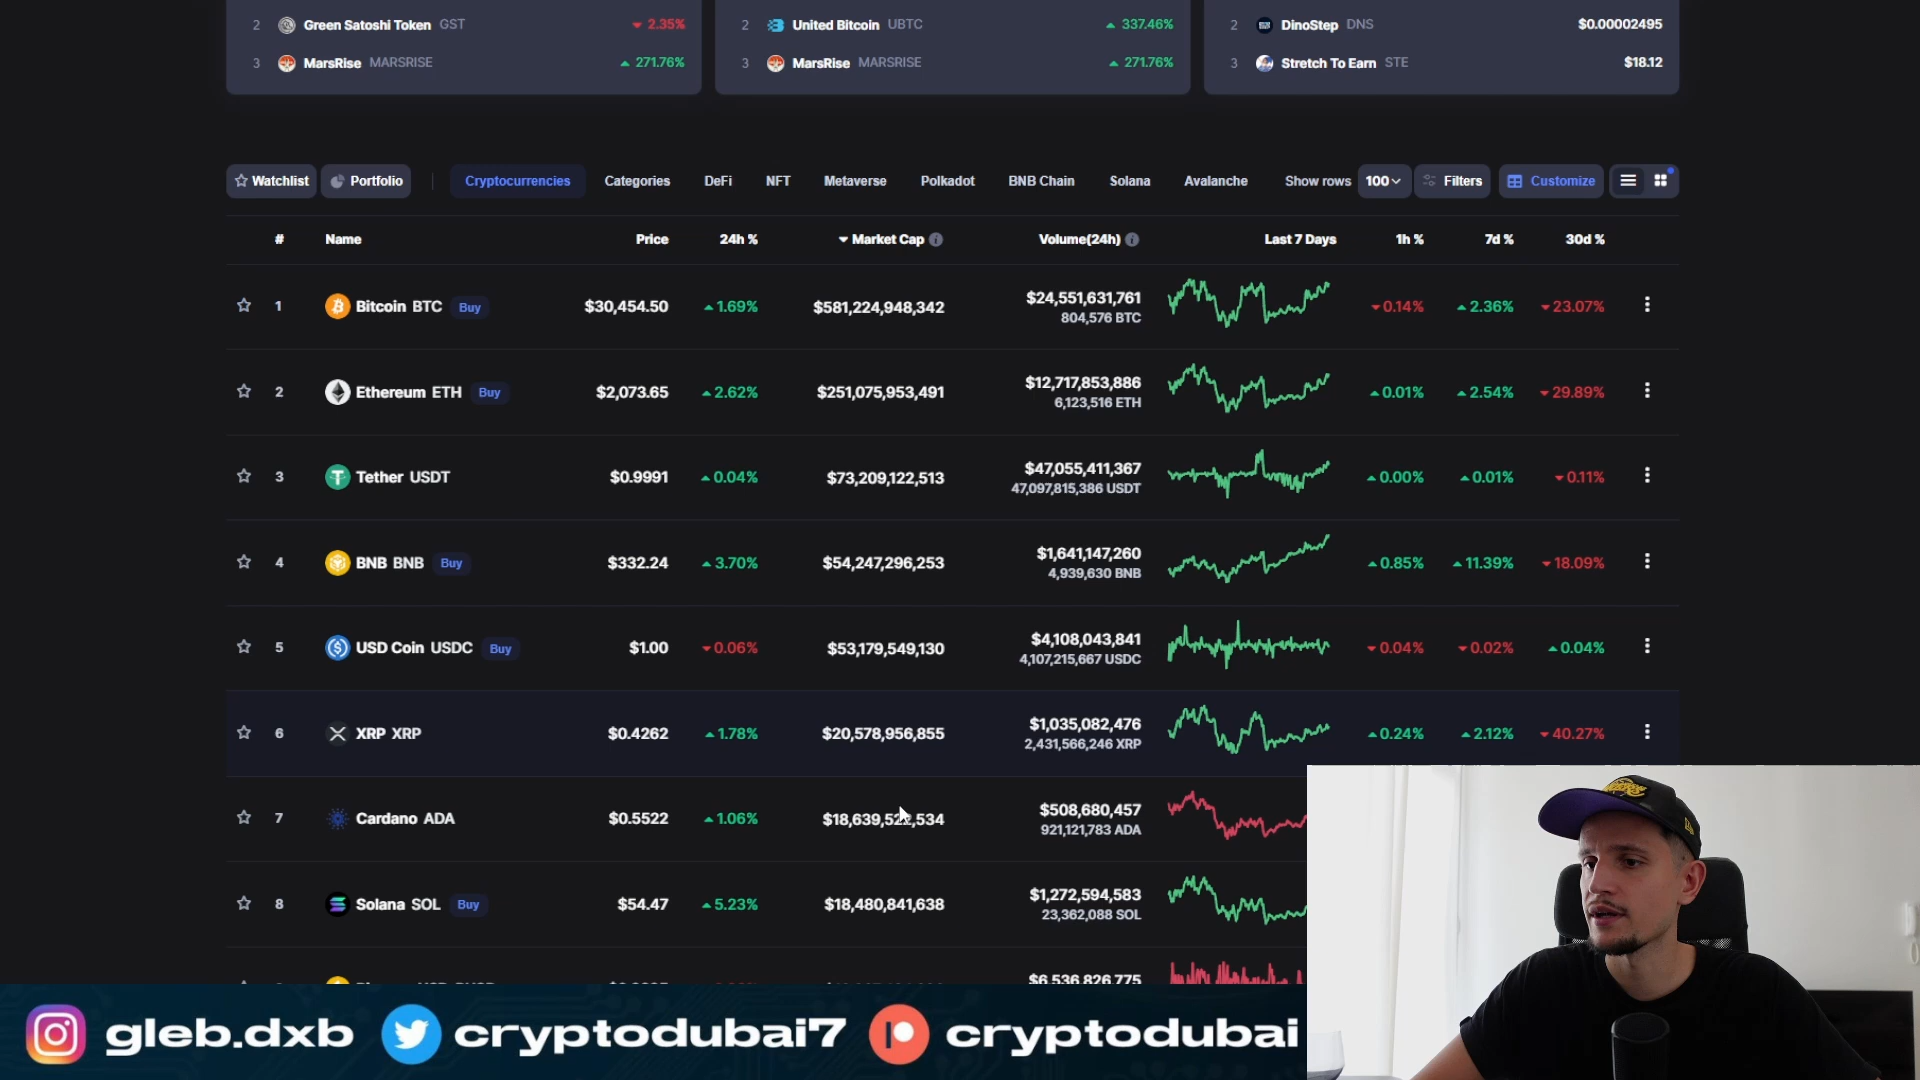 2 Green Satoshi Token GST 2.35% 2 United Bitcoin UBTC 337.46% 2 DinoStep DNS $0.00002495
3 MarsRise MARSRISE 271.76% 3 MarsRise MARSRISE 271.76% 3 Stretch To Earn STE $18.12
Watchlist Portfolio Cryptocurrencies Categories DeFi NFT Metaverse Polkadot BNB Chain Solana Avalanche Show rows 100 Filters Customize
# Name Price 24h % Market Cap Volume(24h) Last 7 Days 1h % 7d % 30d %
1 Bitcoin BTC Buy $30,454.50 1.69% $581,224,948,342 $24,551,631,761 0.14% 2.36% 23.07%
804,576 BTC
2 Ethereum ETH Buy $2,073.65 2.62% $251,075,953,491 $12,717,853,886 0.01% 2.54% 29.89%
6,123,516 ETH
3 Tether USDT $0.9991 0.04% $73,209,122,513 $47,055,411,367 0.00% 0.01% 0.11%
47,097,815,386 USDT
4 BNB BNB Buy $332.24 3.70% $54,247,296,253 $1,641,147,260 0.85% 11.39% 18.09%
4,939,630 BNB
5 USD Coin USDC Buy $1.00 0.06% $53,179,549,130 $4,108,043,841 0.04% 0.02% 0.04%
4,107,215,667 USDC
6 XRP XRP $0.4262 1.78% $20,578,956,855 $1,035,082,476 0.24% 2.12% 40.27%
2,431,566,246 XRP
7 Cardano ADA $0.5522 1.06% $508,680,457
921,121,783 ADA
8 Solana SOL Buy $54.47 5.23% $18,480,841,638 $1,272,594,583
23,362,088 SOL
$6,536,826,775
gleb.dxb cryptodubai7 cryptodubai